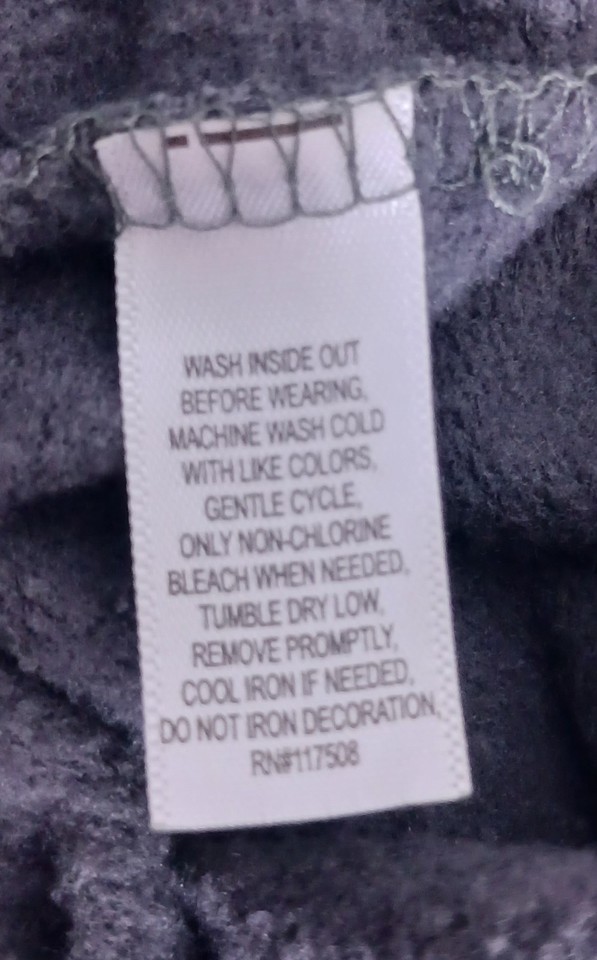 WASH INSIDE OUT
BEFORE WEARING,
MACHINE WASH COLD
WITH LIKE COLORS,
GENTLE CYCLE,
ONLY NON-CHLORINE
BLEACH WHEN NEEDED,
TUMBLE DRY LOW,
REMOVE PROMPTLY,
COOL IRON IF NEEDED,
DO NOT IRON DECORATION,
RN#117508